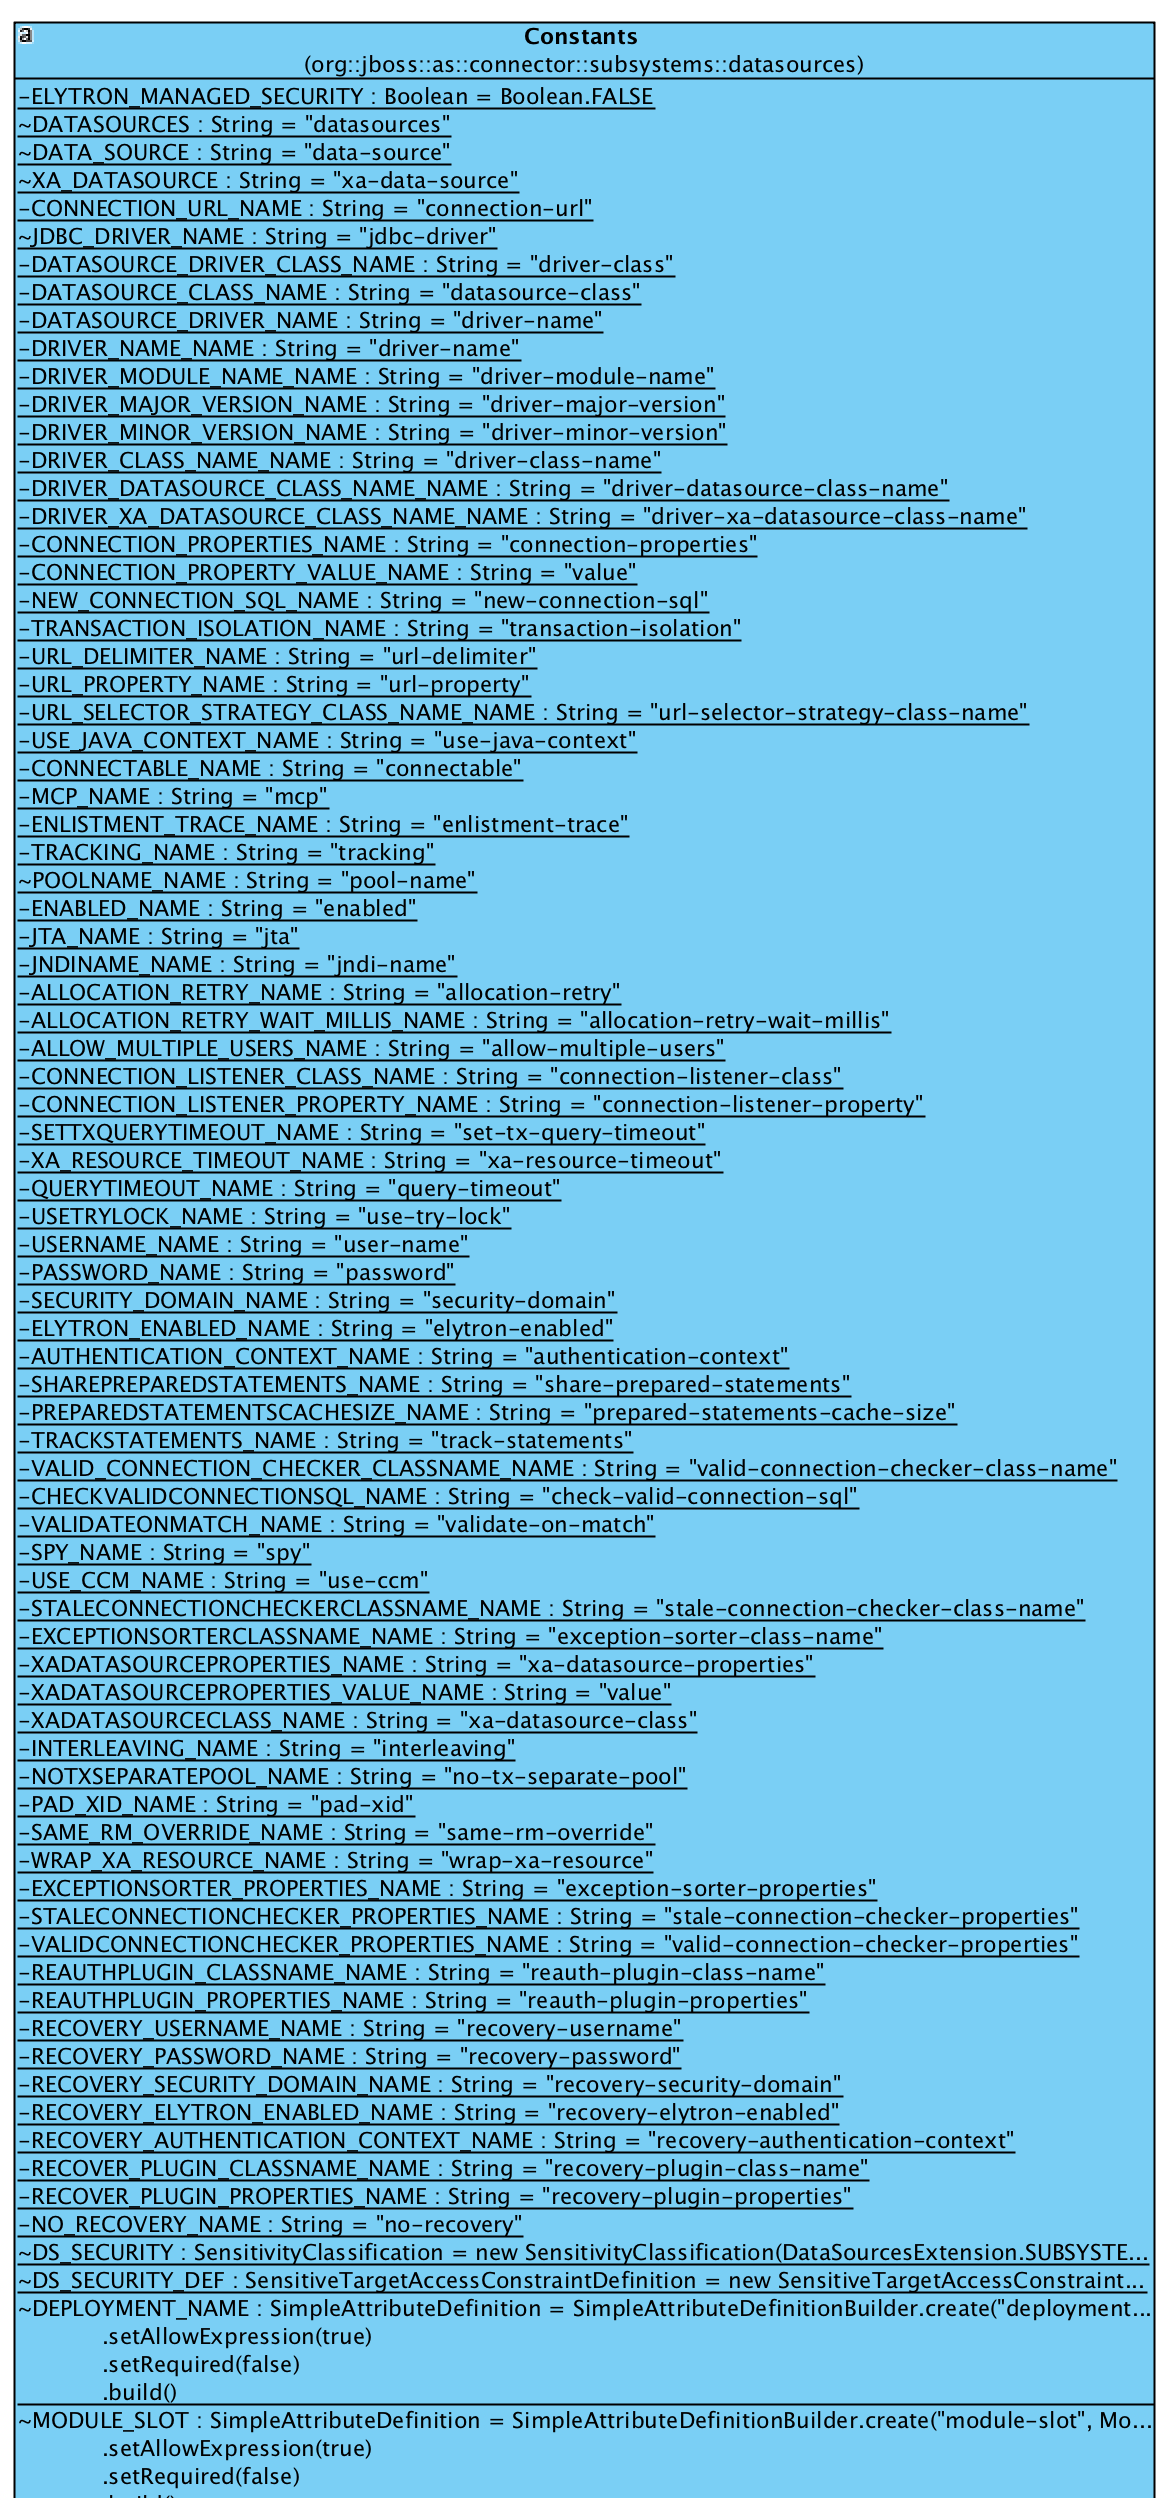 a
Constants
(org::jboss::as::connector::subsystems::datasources)
-ELYTRON_MANAGED_SECURITY : Boolean = Boolean.FALSE
~DATASOURCES : String = "datasources"
~DATA_SOURCE : String = "data-source"
~XA_DATASOURCE : String = "xa-data-source"
-CONNECTION_URL_NAME : String = "connection-url"
~JDBC_DRIVER_NAME : String = "jdbc-driver"
-DATASOURCE_DRIVER_CLASS_NAME : String = "driver-class"
-DATASOURCE_CLASS_NAME : String = "datasource-class"
-DATASOURCE_DRIVER_NAME : String = "driver-name"
-DRIVER_NAME_NAME : String = "driver-name"
-DRIVER_MODULE_NAME_NAME : String = "driver-module-name"
-DRIVER_MAJOR_VERSION_NAME : String = "driver-major-version"
-DRIVER_MINOR_VERSION_NAME : String = "driver-minor-version"
-DRIVER_CLASS_NAME_NAME : String = "driver-class-name"
-DRIVER_DATASOURCE_CLASS_NAME_NAME : String = "driver-datasource-class-name"
-DRIVER_XA_DATASOURCE_CLASS_NAME_NAME : String = "driver-xa-datasource-class-name"
-CONNECTION_PROPERTIES_NAME : String = "connection-properties"
-CONNECTION_PROPERTY_VALUE_NAME : String = "value"
-NEW_CONNECTION_SQL_NAME : String = "new-connection-sql"
-TRANSACTION_ISOLATION_NAME : String = "transaction-isolation"
-URL_DELIMITER_NAME : String = "url-delimiter"
-URL_PROPERTY_NAME : String = "url-property"
-URL_SELECTOR_STRATEGY_CLASS_NAME_NAME : String = "url-selector-strategy-class-name"
-USE_JAVA_CONTEXT_NAME : String = "use-java-context"
-CONNECTABLE_NAME : String = "connectable"
-MCP_NAME : String = "mcp"
-ENLISTMENT_TRACE_NAME : String = "enlistment-trace"
-TRACKING_NAME : String = "tracking"
~POOLNAME_NAME : String = "pool-name"
-ENABLED_NAME : String = "enabled"
-JTA_NAME : String = "jta"
-JNDINAME_NAME : String = "jndi-name"
-ALLOCATION_RETRY_NAME : String = "allocation-retry"
-ALLOCATION_RETRY_WAIT_MILLIS_NAME : String = "allocation-retry-wait-millis"
-ALLOW_MULTIPLE_USERS_NAME : String = "allow-multiple-users"
-CONNECTION_LISTENER_CLASS_NAME : String = "connection-listener-class"
-CONNECTION_LISTENER_PROPERTY_NAME : String = "connection-listener-property"
-SETTXQUERYTIMEOUT_NAME : String = "set-tx-query-timeout"
-XA_RESOURCE_TIMEOUT_NAME : String = "xa-resource-timeout"
-QUERYTIMEOUT_NAME : String = "query-timeout"
-USETRYLOCK_NAME : String = "use-try-lock"
-USERNAME_NAME : String = "user-name"
-PASSWORD_NAME : String = "password"
-SECURITY_DOMAIN_NAME : String = "security-domain"
-ELYTRON_ENABLED_NAME : String = "elytron-enabled"
-AUTHENTICATION_CONTEXT_NAME : String = "authentication-context"
-SHAREPREPAREDSTATEMENTS_NAME : String = "share-prepared-statements"
-PREPAREDSTATEMENTSCACHESIZE_NAME : String = "prepared-statements-cache-size"
-TRACKSTATEMENTS_NAME : String = "track-statements"
-VALID_CONNECTION_CHECKER_CLASSNAME_NAME : String = "valid-connection-checker-class-name"
-CHECKVALIDCONNECTIONSQL_NAME : String = "check-valid-connection-sql"
-VALIDATEONMATCH_NAME : String = "validate-on-match"
-SPY_NAME : String = "spy"
-USE_CCM_NAME : String = "use-ccm"
-STALECONNECTIONCHECKERCLASSNAME_NAME : String = "stale-connection-checker-class-name"
-EXCEPTIONSORTERCLASSNAME_NAME : String = "exception-sorter-class-name"
-XADATASOURCEPROPERTIES_NAME : String = "xa-datasource-properties"
-XADATASOURCEPROPERTIES_VALUE_NAME : String = "value"
-XADATASOURCECLASS_NAME : String = "xa-datasource-class"
-INTERLEAVING_NAME : String = "interleaving"
-NOTXSEPARATEPOOL_NAME : String = "no-tx-separate-pool"
-PAD_XID_NAME : String = "pad-xid"
-SAME_RM_OVERRIDE_NAME : String = "same-rm-override"
-WRAP_XA_RESOURCE_NAME : String = "wrap-xa-resource"
-EXCEPTIONSORTER_PROPERTIES_NAME : String = "exception-sorter-properties"
-STALECONNECTIONCHECKER_PROPERTIES_NAME : String = "stale-connection-checker-properties"
-VALIDCONNECTIONCHECKER_PROPERTIES_NAME : String = "valid-connection-checker-properties"
-REAUTHPLUGIN_CLASSNAME_NAME : String = "reauth-plugin-class-name"
-REAUTHPLUGIN_PROPERTIES_NAME : String = "reauth-plugin-properties"
-RECOVERY_USERNAME_NAME : String = "recovery-username"
-RECOVERY_PASSWORD_NAME : String = "recovery-password"
-RECOVERY_SECURITY_DOMAIN_NAME : String = "recovery-security-domain"
-RECOVERY_ELYTRON_ENABLED_NAME : String = "recovery-elytron-enabled"
-RECOVERY_AUTHENTICATION_CONTEXT_NAME : String = "recovery-authentication-context"
-RECOVER_PLUGIN_CLASSNAME_NAME : String = "recovery-plugin-class-name"
-RECOVER_PLUGIN_PROPERTIES_NAME : String = "recovery-plugin-properties"
-NO_RECOVERY_NAME : String = "no-recovery"
~DS_SECURITY : SensitivityClassification = new SensitivityClassification(DataSourcesExtension.SUBSYSTE...
~DS_SECURITY_DEF : SensitiveTargetAccessConstraintDefinition = new SensitiveTargetAccessConstraint...
~DEPLOYMENT_NAME : SimpleAttributeDefinition = SimpleAttributeDefinitionBuilder.create("deployment...
.setAllowExpression(true)
.setRequired(false)
.build()
~MODULE_SLOT : SimpleAttributeDefinition = SimpleAttributeDefinitionBuilder.create("module-slot", Mo...
.setAllowExpression(true)
.setRequired(false)